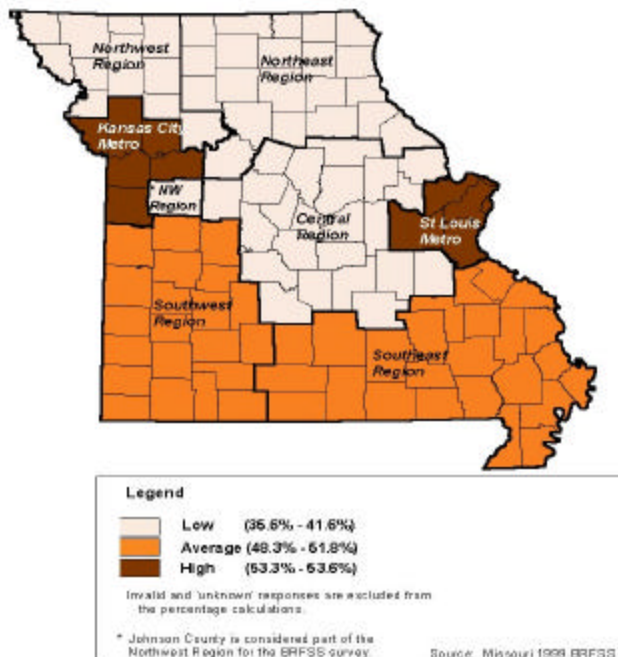 Northwest
Region
Northeast
Region
Kansas City
Metro
* NW
Region
Central
Region
St Louis
Metro
Southwest
Region
Southeast
Region
Legend
Low (35.6% - 41.6%)
Average (48.3% - 51.8%)
High (53.3% - 53.6%)
Invalid and 'unknown' responses are excluded from
the percentage calculations.
* Johnson County is considered part of the
Northwest Region for the BRFSS survey.
Source: Missouri 1999 BRFSS